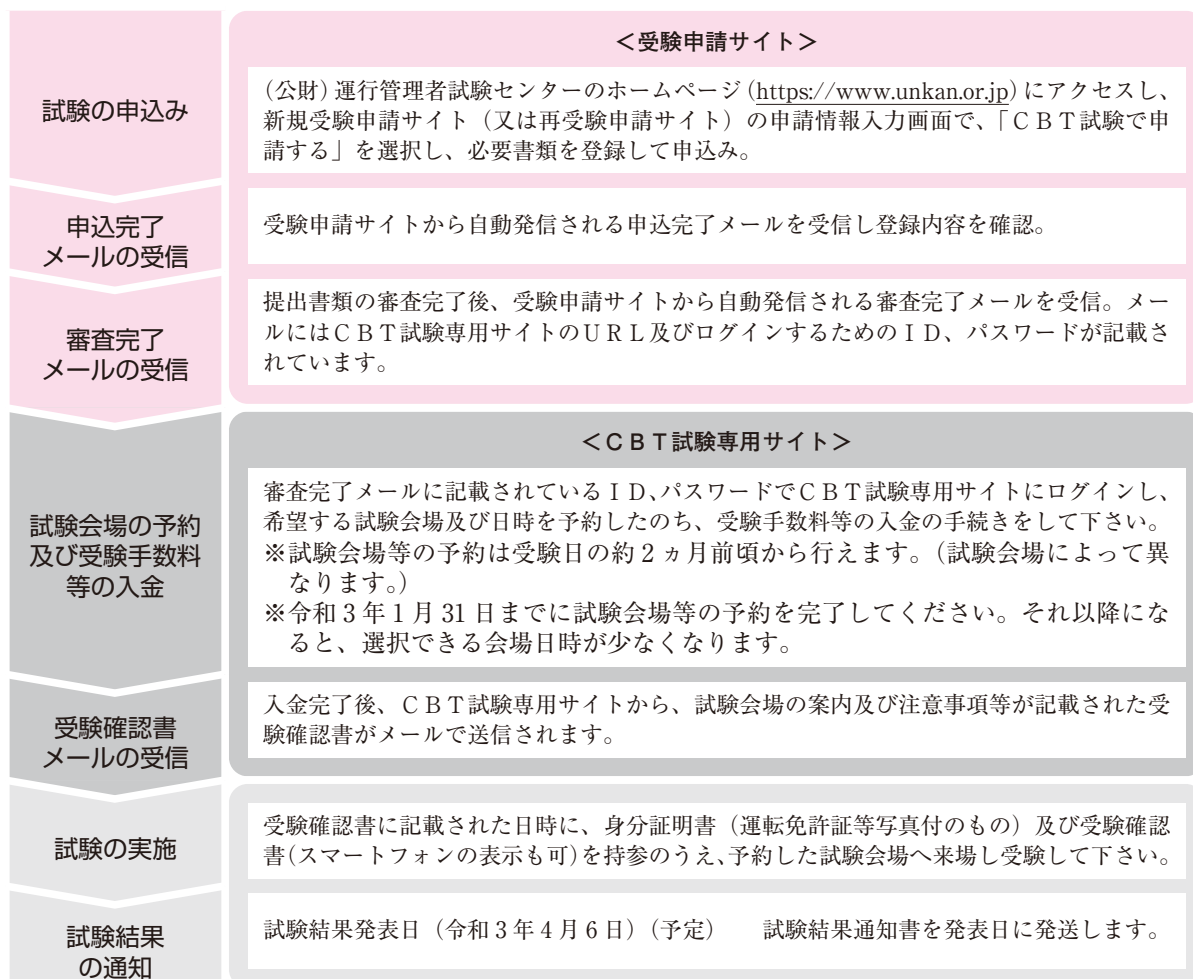 ＜受験申請サイト＞
試験の申込み
（公財）運行管理者試験センターのホームページ（https://www.unkan.or.jp）にアクセスし、
新規受験申請サイト（又は再受験申請サイト）の申請情報入力画面で、「ＣＢＴ試験で申
請する」を選択し、必要書類を登録して申込み。
申込完了
メールの受信
受験申請サイトから自動発信される申込完了メールを受信し登録内容を確認。
審査完了
メールの受信
提出書類の審査完了後、受験申請サイトから自動発信される審査完了メールを受信。メー
ルにはＣＢＴ試験専用サイトのＵＲＬ及びログインするためのＩＤ、パスワードが記載さ
れています。
＜ＣＢＴ試験専用サイト＞
試験会場の予約
及び受験手数料
等の入金
審査完了メールに記載されているＩＤ、パスワードでＣＢＴ試験専用サイトにログインし、
希望する試験会場及び日時を予約したのち、受験手数料等の入金の手続きをして下さい。
※試験会場等の予約は受験日の約２ヵ月前頃から行えます。（試験会場によって異
なります。）
※令和３年１月31日までに試験会場等の予約を完了してください。それ以降にな
ると、選択できる会場日時が少なくなります。
受験確認書
メールの受信
入金完了後、ＣＢＴ試験専用サイトから、試験会場の案内及び注意事項等が記載された受
験確認書がメールで送信されます。
試験の実施
受験確認書に記載された日時に、身分証明書（運転免許証等写真付のもの）及び受験確認
書（スマートフォンの表示も可）を持参のうえ、予約した試験会場へ来場し受験して下さい。
試験結果
の通知
試験結果発表日（令和３年４月６日）（予定）　試験結果通知書を発表日に発送します。